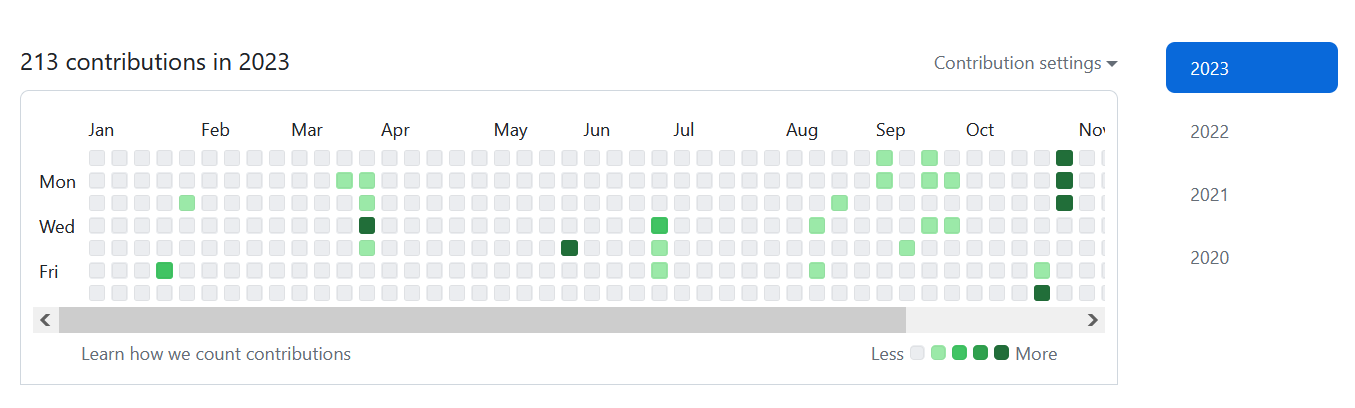 213 contributions in 2023
Contribution settings
2023
2022
2021
2020
Jan Feb Mar Apr May Jun Jul Aug Sep Oct Nov
Mon
Wed
Fri
Learn how we count contributions
Less More